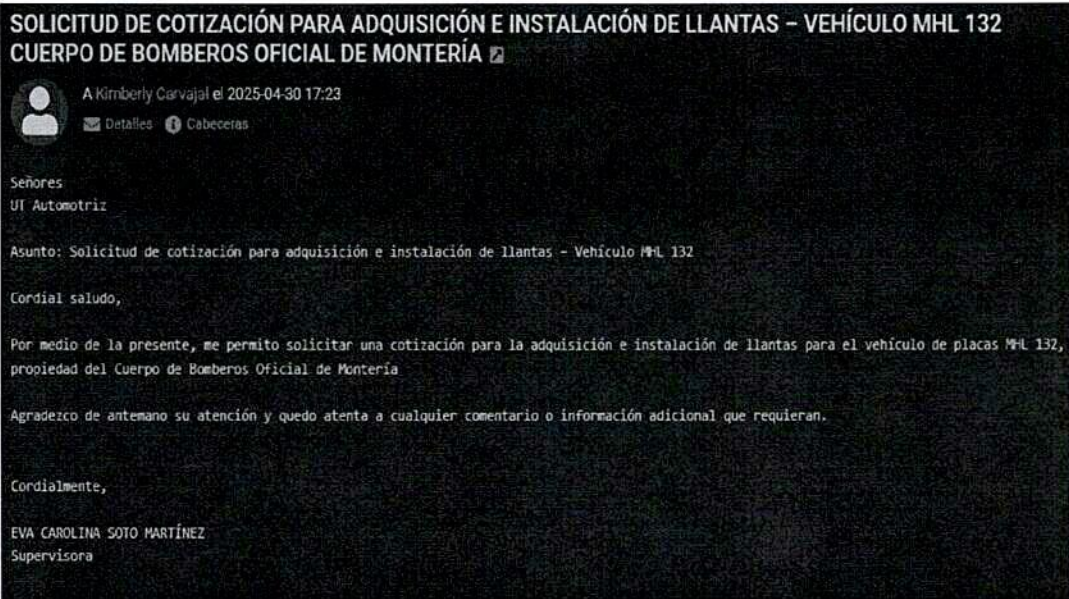 SOLICITUD DE COTIZACIÓN PARA ADQUISICIÓN E INSTALACIÓN DE LLANTAS – VEHÍCULO MHL 132
CUERPO DE BOMBEROS OFICIAL DE MONTERÍA
A Kimberly Carvajal el 2025-04-30 17:23
Detalles Cabeceras
Señores
UT Automotriz
Asunto: Solicitud de cotización para adquisición e instalación de llantas – Vehículo MHL 132
Cordial saludo,
Por medio de la presente, me permito solicitar una cotización para la adquisición e instalación de llantas para el vehículo de placas MHL 132,
propiedad del Cuerpo de Bomberos Oficial de Montería
Agradezco de antemano su atención y quedo atenta a cualquier comentario o información adicional que requieran.
Cordialmente,
EVA CAROLINA SOTO MARTÍNEZ
Supervisora